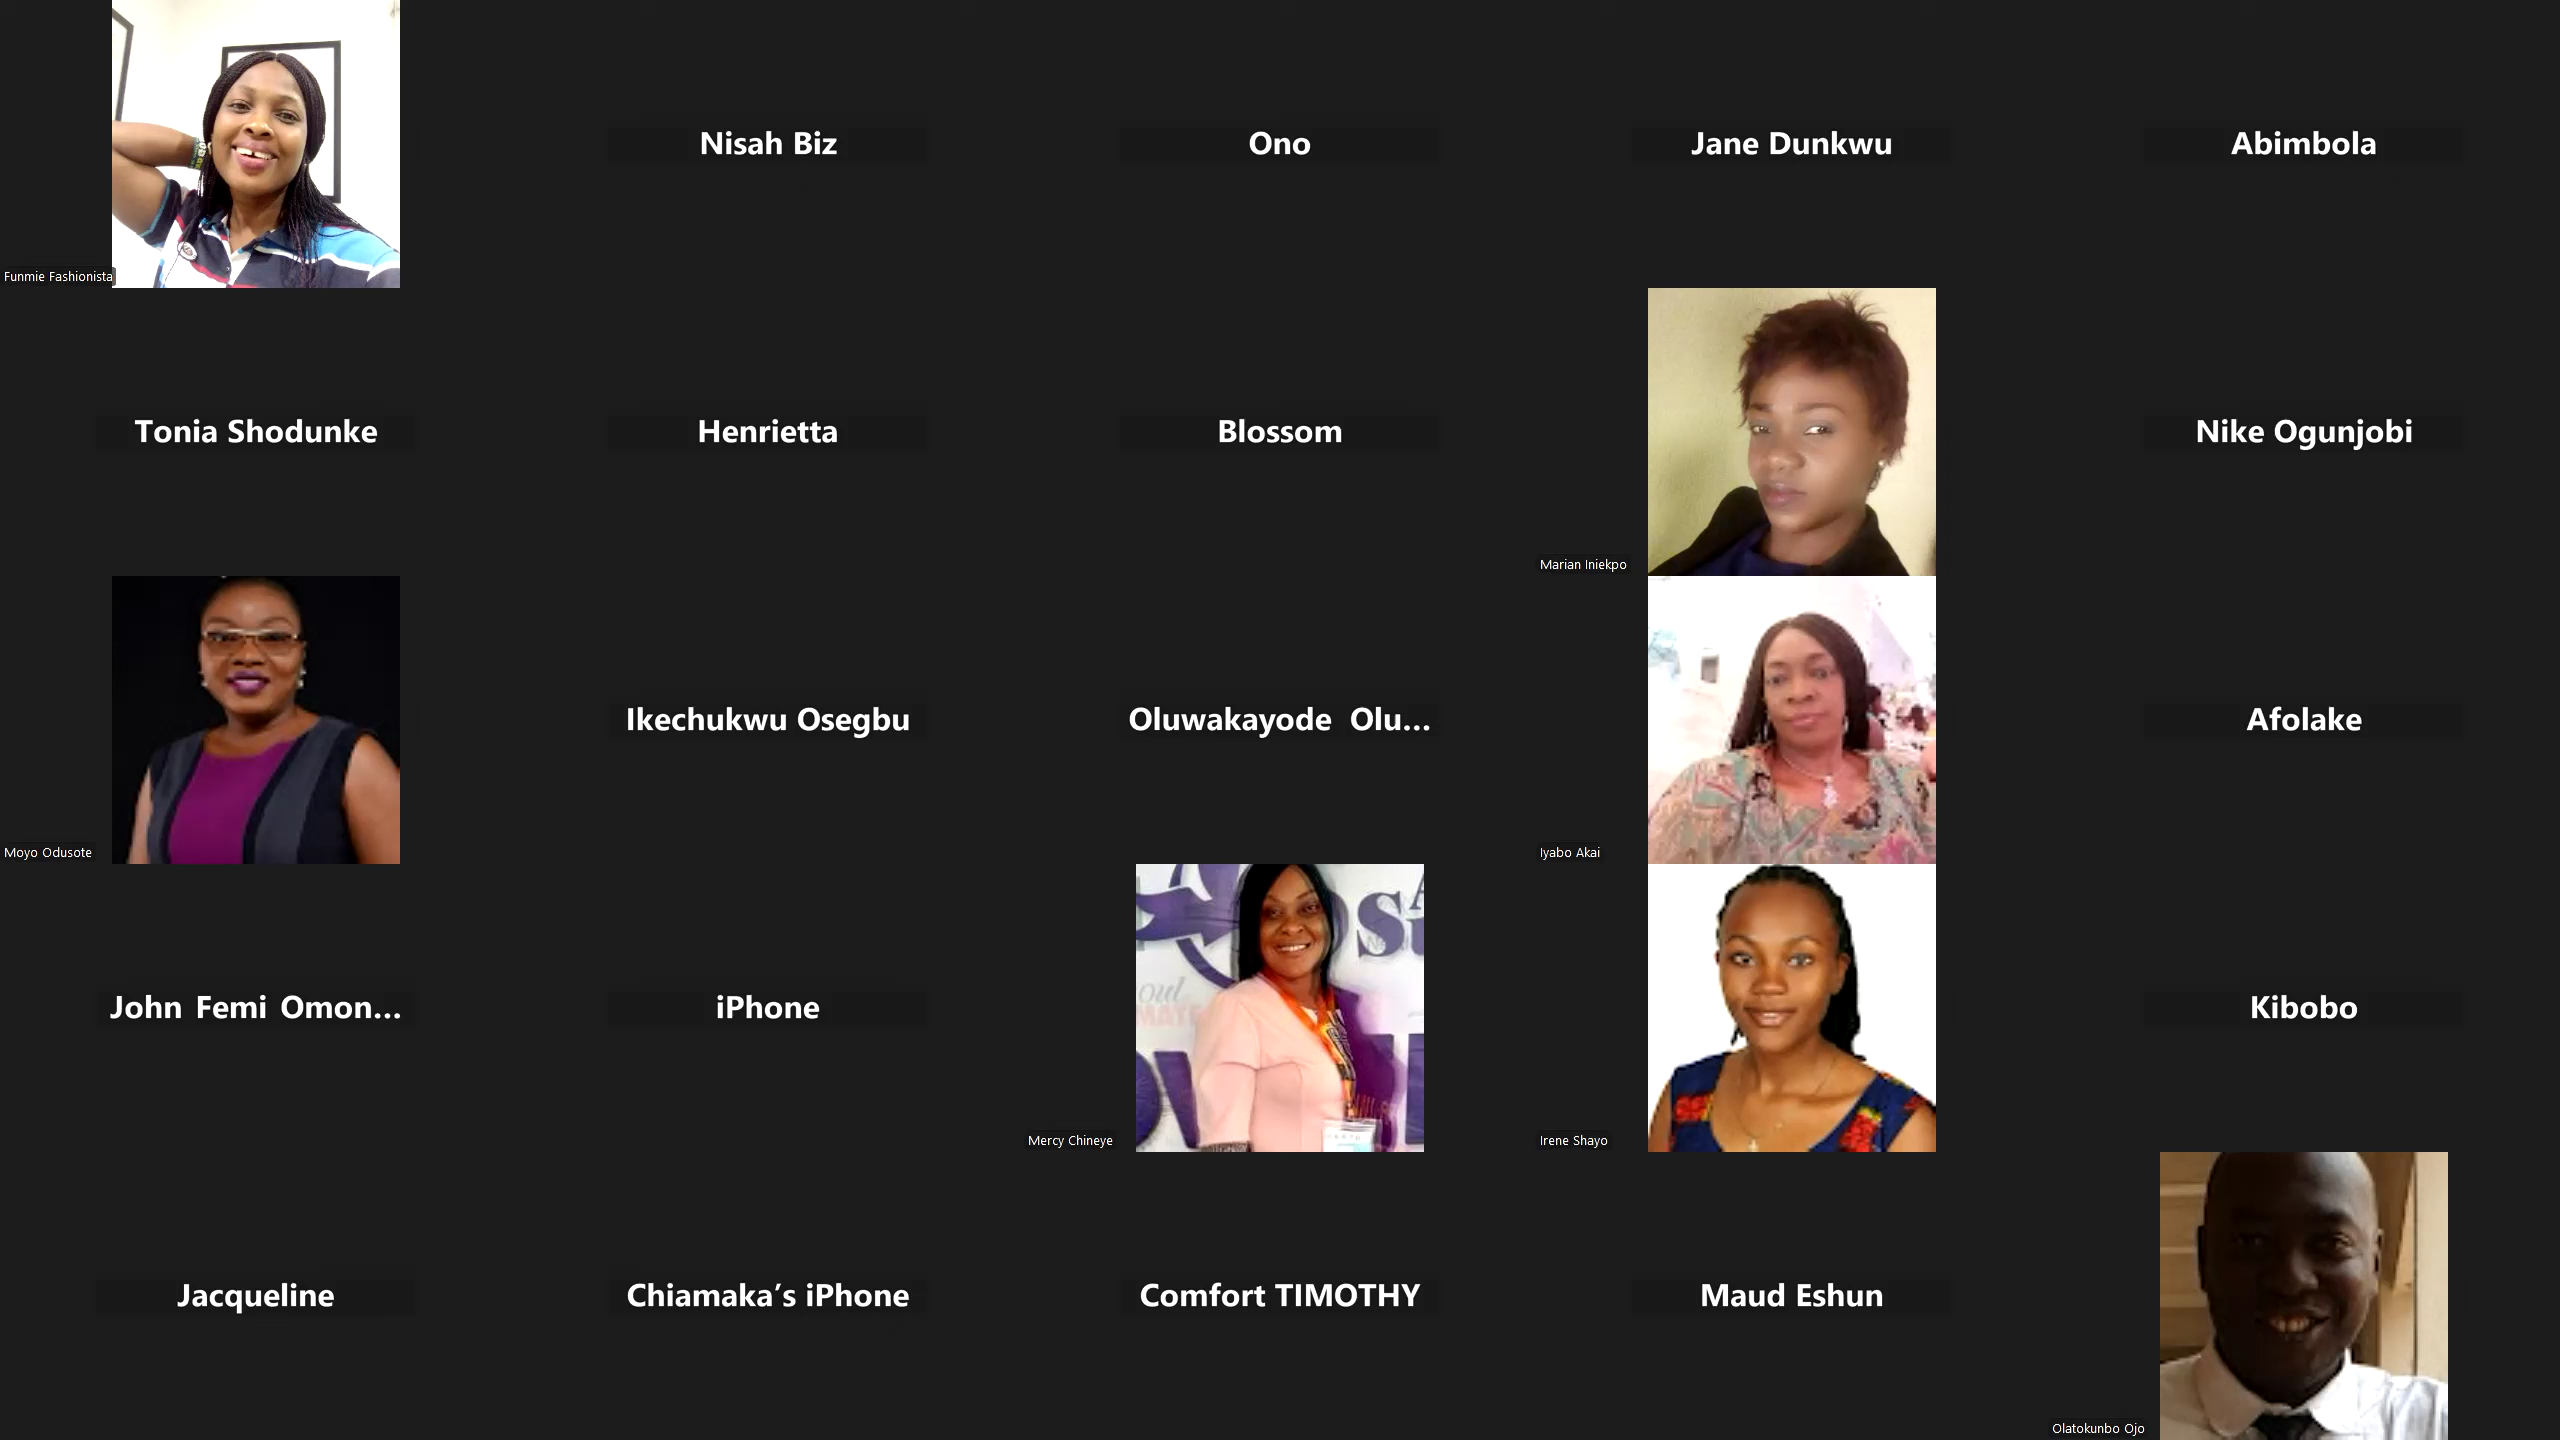 Nisah Biz
Ono
Jane Dunkwu
Abimbola
Funmie Fashionista
Tonia Shodunke
Henrietta
Blossom
Nike Ogunjobi
Marian Iniekpo
Ikechukwu Osegbu
Oluwakayode Olu...
Afolake
Moyo Odusote
Iyabo Akai
John Femi Omon...
iPhone
Kibobo
Mercy Chineye
Irene Shayo
Jacqueline
Chiamaka’s iPhone
Comfort TIMOTHY
Maud Eshun
Olatokunbo Ojo